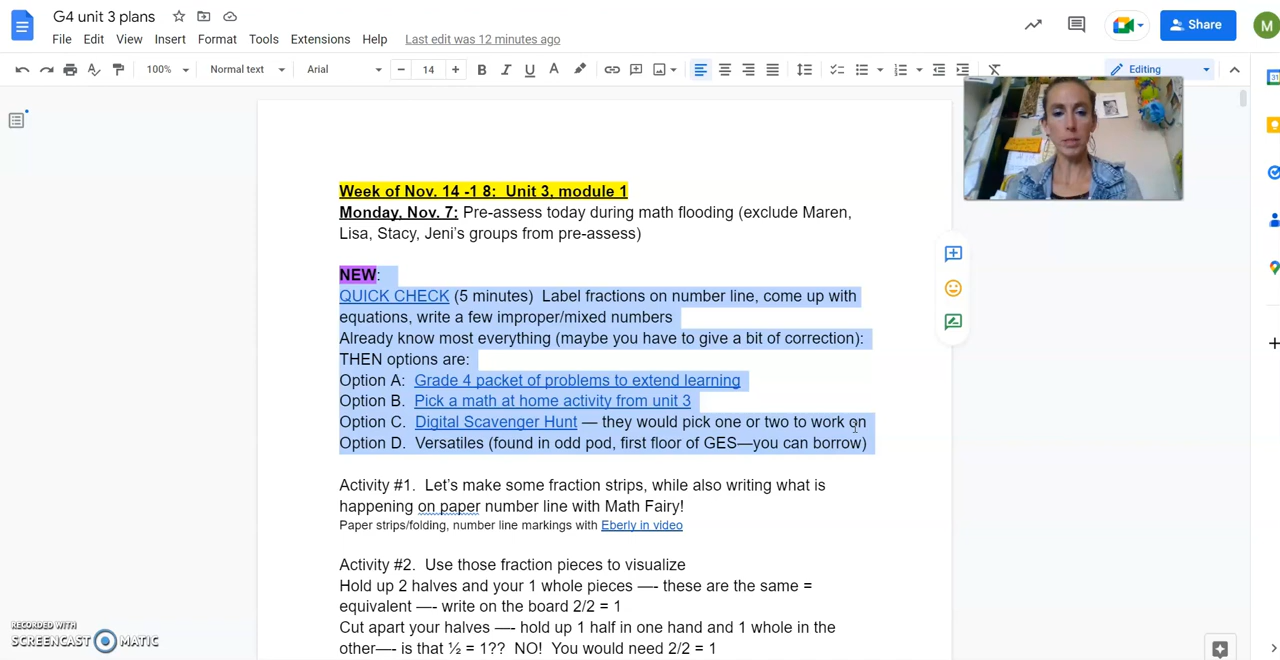 G4 unit 3 plans
File Edit View Insert Format Tools Extensions Help Last edit was 12 minutes ago
Share
M
100% Normal text Arial 14 B I U A
Editing
31
Week of Nov. 14 -1 8: Unit 3, module 1
Monday, Nov. 7: Pre-assess today during math flooding (exclude Maren,
Lisa, Stacy, Jeni’s groups from pre-assess)
NEW:
QUICK CHECK (5 minutes) Label fractions on number line, come up with
equations, write a few improper/mixed numbers
Already know most everything (maybe you have to give a bit of correction):
THEN options are:
Option A: Grade 4 packet of problems to extend learning
Option B. Pick a math at home activity from unit 3
Option C. Digital Scavenger Hunt — they would pick one or two to work on
Option D. Versatiles (found in odd pod, first floor of GES—you can borrow)
Activity #1. Let’s make some fraction strips, while also writing what is
happening on paper number line with Math Fairy!
Paper strips/folding, number line markings with Eberly in video
Activity #2. Use those fraction pieces to visualize
Hold up 2 halves and your 1 whole pieces —- these are the same =
equivalent —- write on the board 2/2 = 1
Cut apart your halves —- hold up 1 half in one hand and 1 whole in the
other—- is that ½ = 1?? NO! You would need 2/2 = 1
RECORDED WITH
SCREENCAST MATIC